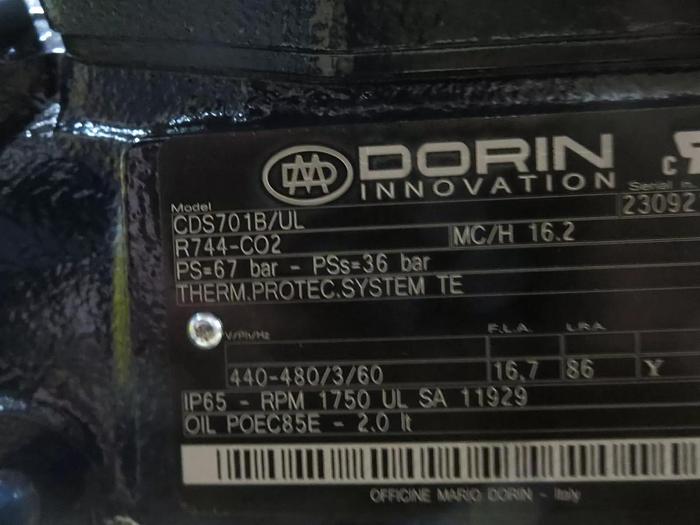 DORIN
INNOVATION
Model
Serial
CDS701B/UL
23092
R744-CO2
MC/H 16.2
PS=67 bar - PSs=36 bar
THERM.PROTEC.SYSTEM TE
V/Ph/Hz F.L.A. L.R.A.
440-480/3/60 16,7 86 Y
IP65 - RPM 1750 UL SA 11929
OIL POEC85E - 2.0 lt
OFFICINE MARIO DORIN - Italy